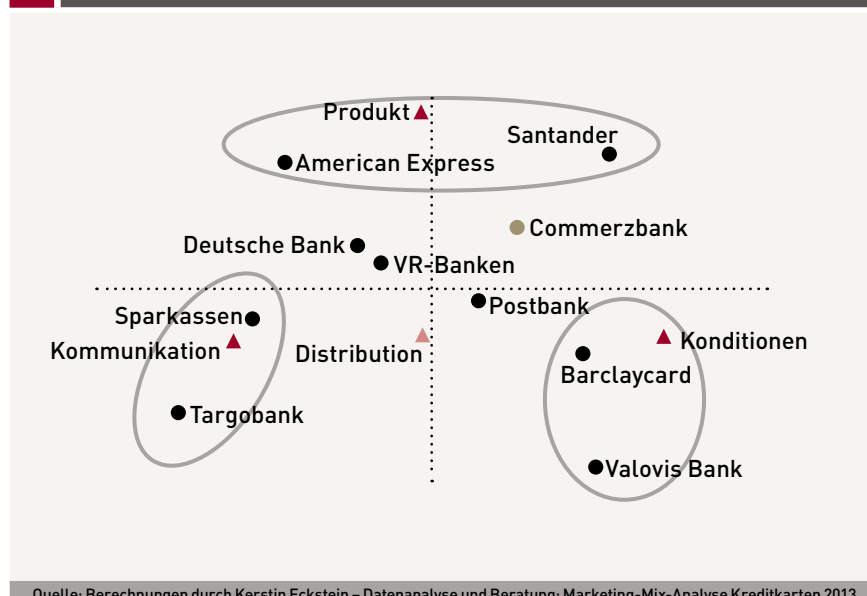 Produkt
Santander
American Express
Commerzbank
Deutsche Bank
VR-Banken
Postbank
Sparkassen
Kommunikation
Distribution
Konditionen
Barclaycard
Targobank
Valovis Bank
Quelle: Berechnungen durch Kerstin Eckstein – Datenanalyse und Beratung; Marketing-Mix-Analyse Kreditkarten 2013